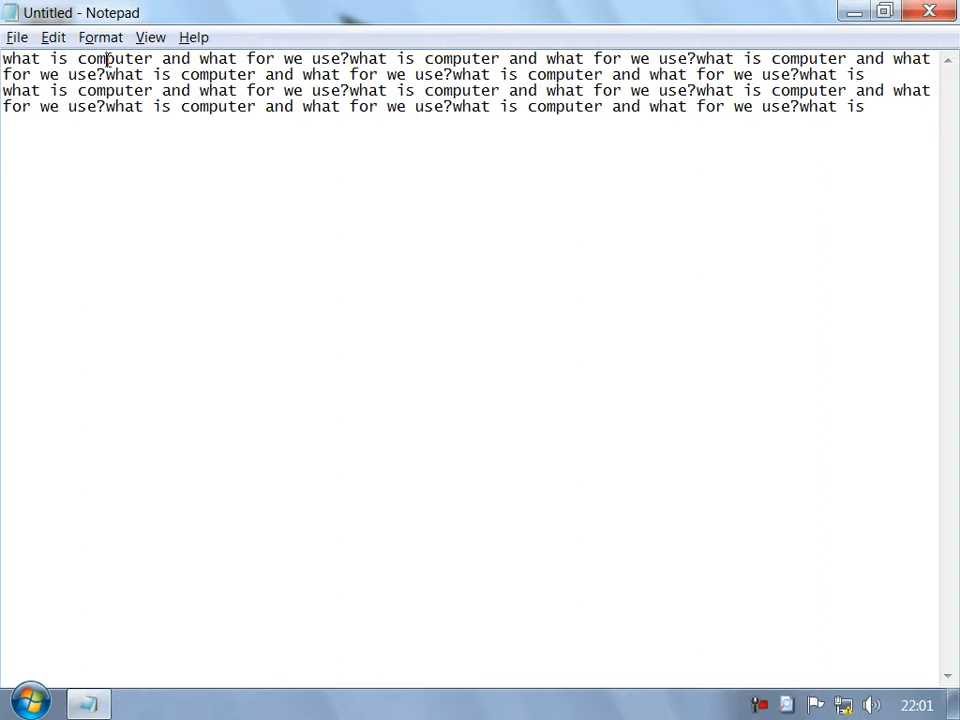 Untitled - Notepad
File Edit Format View Help
what is computer and what for we use?what is computer and what for we use?what is computer and what
for we use?what is computer and what for we use?what is computer and what for we use?what is
what is computer and what for we use?what is computer and what for we use?what is computer and what
for we use?what is computer and what for we use?what is computer and what for we use?what is
22:01